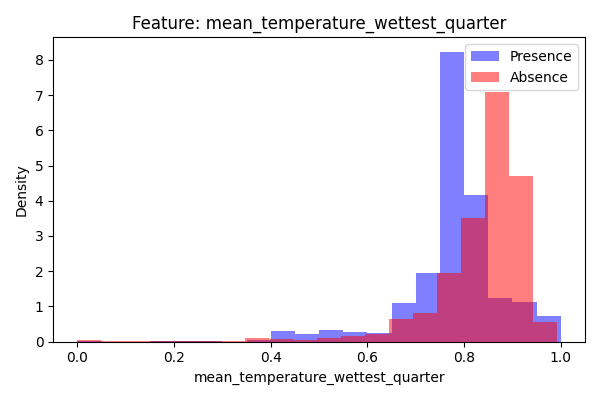 Feature: mean_temperature_wettest_quarter
Presence
Absence
Density
8
7
6
5
4
3
2
1
0
0.0 0.2 0.4 0.6 0.8 1.0
mean_temperature_wettest_quarter